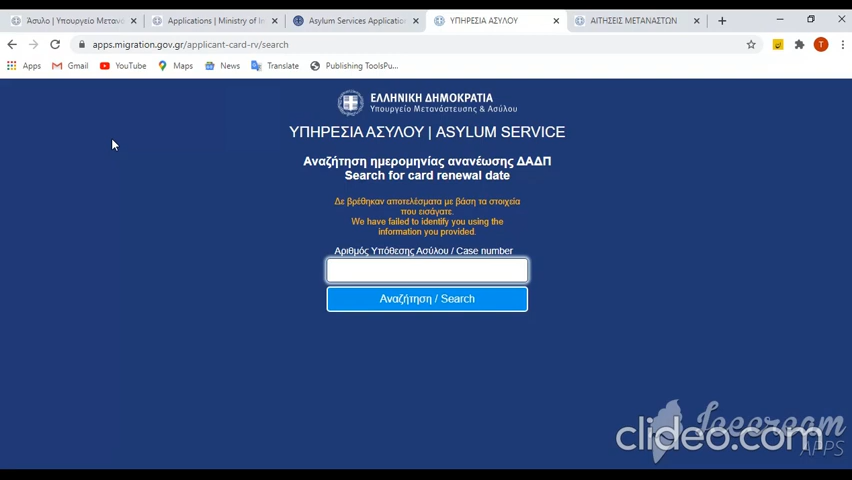 Άσυλο | Υπουργείο Μετανά
Applications | Ministry of In
Asylum Services Application
ΥΠΗΡΕΣΙΑ ΑΣΥΛΟΥ
ΑΙΤΗΣΕΙΣ ΜΕΤΑΝΑΣΤΩΝ
apps.migration.gov.gr/applicant-card-rv/search
T
Apps
Gmail
YouTube
Maps
News
Translate
Publishing ToolsPu...
ΕΛΛΗΝΙΚΗ ΔΗΜΟΚΡΑΤΙΑ
Υπουργείο Μετανάστευσης & Ασύλου
ΥΠΗΡΕΣΙΑ ΑΣΥΛΟΥ | ASYLUM SERVICE
Αναζήτηση ημερομηνίας ανανέωσης ΔΑΔΠ
Search for card renewal date
Δε βρέθηκαν αποτελέσματα με βάση τα στοιχεία
που εισάγατε.
We have failed to identify you using the
information you provided.
Αριθμός Υπόθεσης Ασύλου / Case number
Αναζήτηση / Search
Icecream
APPS
clideo.com